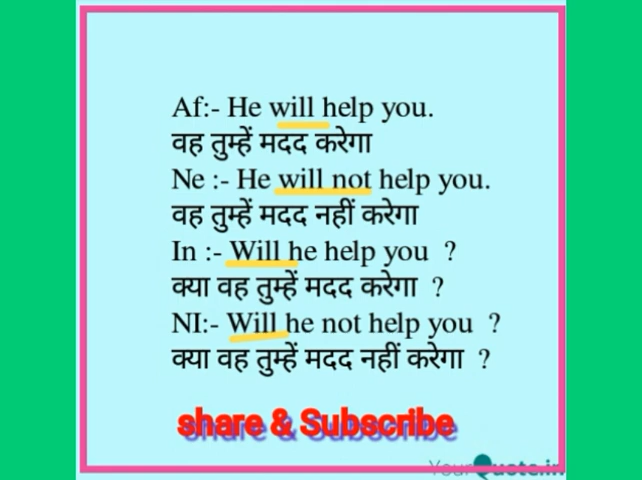 Af:- He will help you.
वह तुम्हें मदद करेगा
Ne :- He will not help you.
वह तुम्हें मदद नहीं करेगा
In :- Will he help you ?
क्या वह तुम्हें मदद करेगा ?
NI:- Will he not help you ?
क्या वह तुम्हें मदद नहीं करेगा ?
share & Subscribe
YourQuote.in